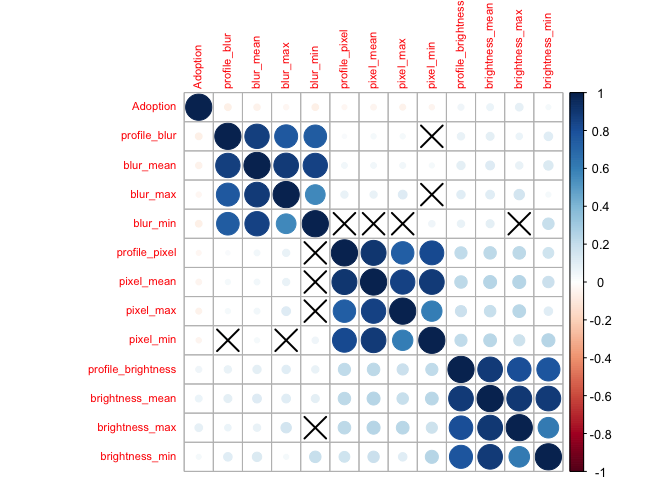 Adoption
profile_blur
blur_mean
blur_max
blur_min
profile_pixel
pixel_mean
pixel_max
pixel_min
profile_brightness
brightness_mean
brightness_max
brightness_min
Adoption
profile_blur
blur_mean
blur_max
blur_min
profile_pixel
pixel_mean
pixel_max
pixel_min
profile_brightness
brightness_mean
brightness_max
brightness_min
1
0.8
0.6
0.4
0.2
0
-0.2
-0.4
-0.6
-0.8
-1